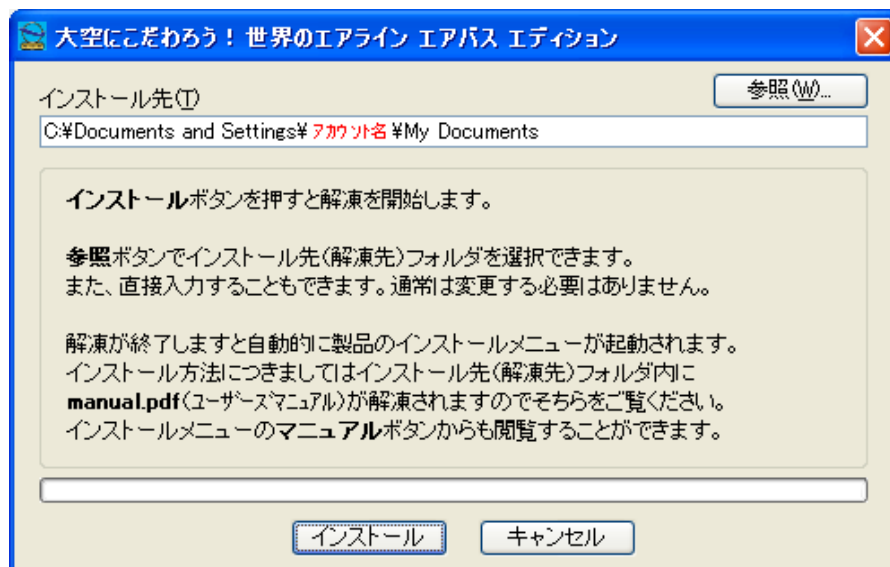 大空にこだわろう！世界のエアライン エアバス エディション
インストール先(T)
参照(W)...
C:¥Documents and Settings¥アカウント名¥My Documents
インストールボタンを押すと解凍を開始します。
参照ボタンでインストール先(解凍先)フォルダを選択できます。
また、直接入力することもできます。通常は変更する必要はありません。
解凍が終了しますと自動的に製品のインストールメニューが起動されます。
インストール方法につきましてはインストール先(解凍先)フォルダ内に
manual.pdf(ユーザーズマニュアル)が解凍されますのでそちらをご覧ください。
インストールメニューのマニュアルボタンからも閲覧することができます。
インストール
キャンセル